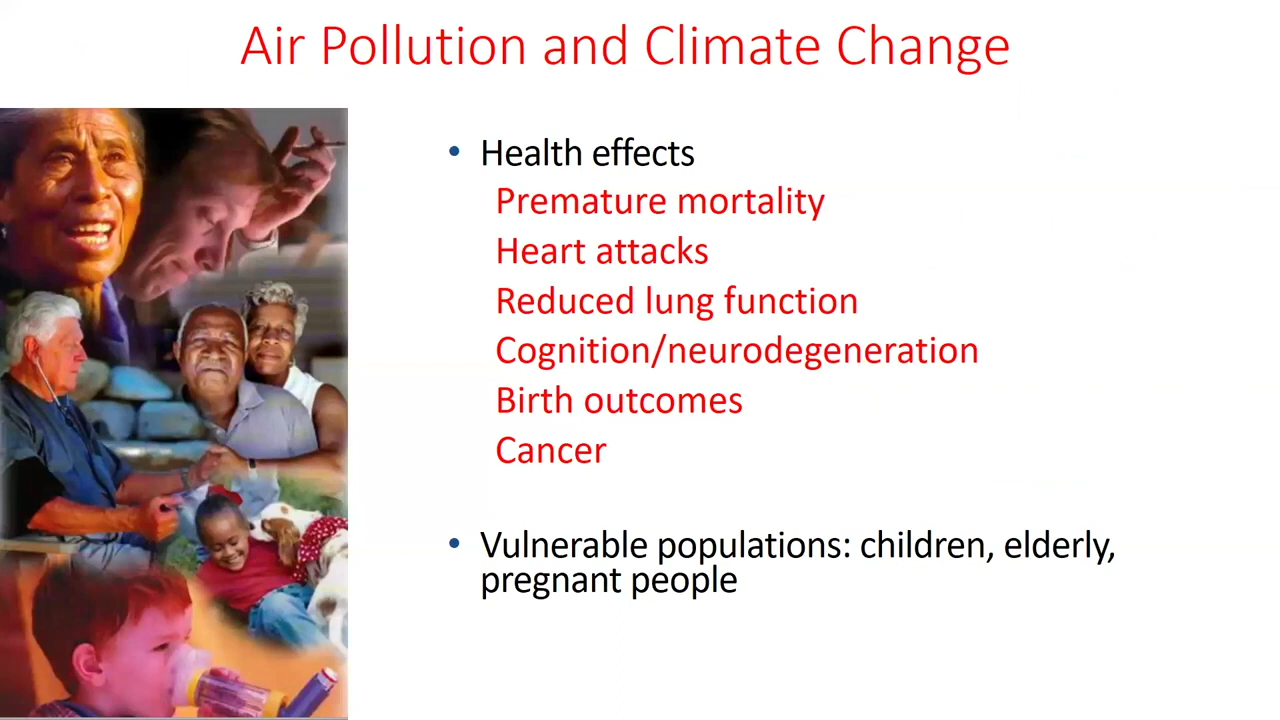 Air Pollution and Climate Change
• Health effects
Premature mortality
Heart attacks
Reduced lung function
Cognition/neurodegeneration
Birth outcomes
Cancer
• Vulnerable populations: children, elderly,
pregnant people